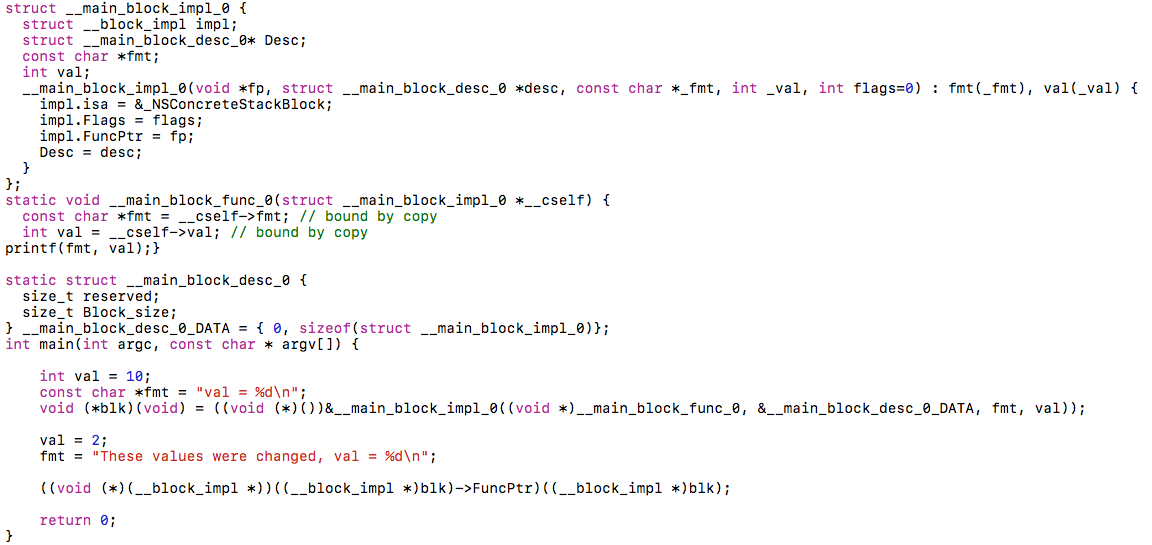 struct __main_block_impl_0 {
  struct __block_impl impl;
  struct __main_block_desc_0* Desc;
  const char *fmt;
  int val;
  __main_block_impl_0(void *fp, struct __main_block_desc_0 *desc, const char *_fmt, int _val, int flags=0) : fmt(_fmt), val(_val) {
    impl.isa = &_NSConcreteStackBlock;
    impl.Flags = flags;
    impl.FuncPtr = fp;
    Desc = desc;
  }
};
static void __main_block_func_0(struct __main_block_impl_0 *__cself) {
  const char *fmt = __cself->fmt; // bound by copy
  int val = __cself->val; // bound by copy
printf(fmt, val);}

static struct __main_block_desc_0 {
  size_t reserved;
  size_t Block_size;
} __main_block_desc_0_DATA = { 0, sizeof(struct __main_block_impl_0)};
int main(int argc, const char * argv[]) {

    int val = 10;
    const char *fmt = "val = %d\n";
    void (*blk)(void) = ((void (*)())&__main_block_impl_0((void *)__main_block_func_0, &__main_block_desc_0_DATA, fmt, val));

    val = 2;
    fmt = "These values were changed, val = %d\n";

    ((void (*)(__block_impl *))((__block_impl *)blk)->FuncPtr)((__block_impl *)blk);

    return 0;
}